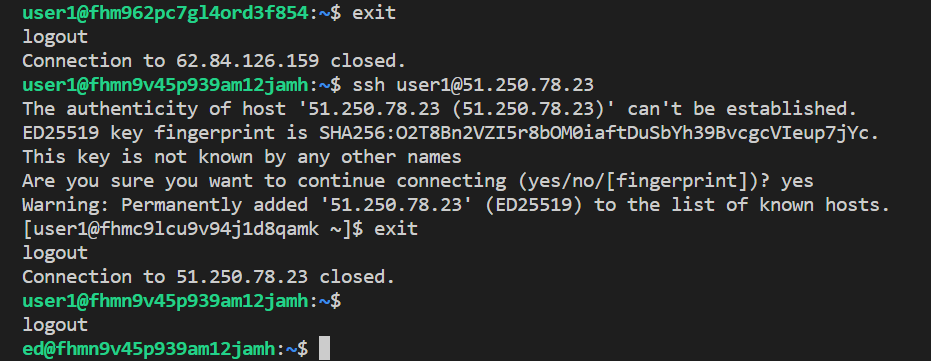 user1@fhm962pc7gl4ord3f854:~$ exit
logout
Connection to 62.84.126.159 closed.
user1@fhmn9v45p939am12jamh:~$ ssh user1@51.250.78.23
The authenticity of host '51.250.78.23 (51.250.78.23)' can't be established.
ED25519 key fingerprint is SHA256:O2T8Bn2VZI5r8bOM0iaftDuSbYh39BvcgcVIeup7jYc.
This key is not known by any other names
Are you sure you want to continue connecting (yes/no/[fingerprint])? yes
Warning: Permanently added '51.250.78.23' (ED25519) to the list of known hosts.
[user1@fhmc9lcu9v94j1d8qamk ~]$ exit
logout
Connection to 51.250.78.23 closed.
user1@fhmn9v45p939am12jamh:~$
logout
ed@fhmn9v45p939am12jamh:~$